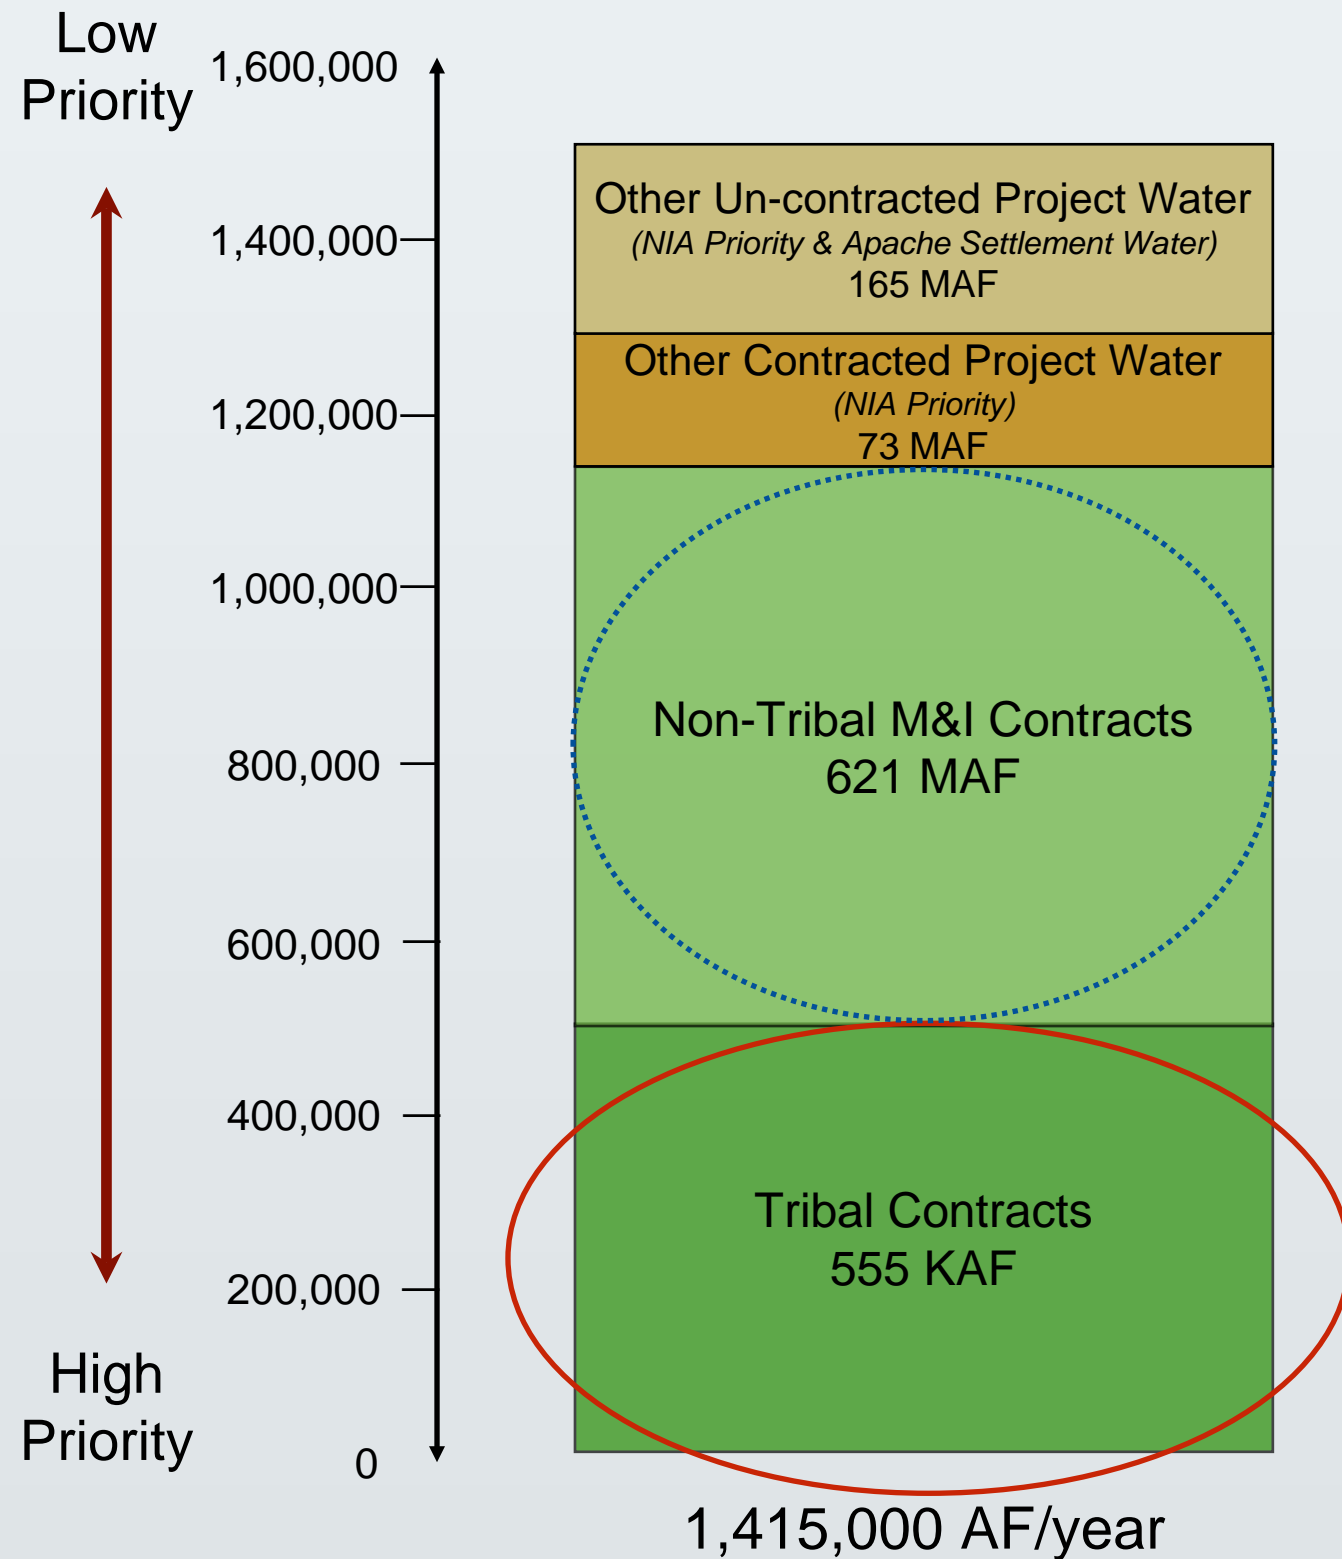 Low
Priority
1,600,000
1,400,000
1,200,000
1,000,000
800,000
600,000
400,000
200,000
0
High
Priority
Other Un-contracted Project Water
(NIA Priority & Apache Settlement Water)
165 MAF
Other Contracted Project Water
(NIA Priority)
73 MAF
Non-Tribal M&I Contracts
621 MAF
Tribal Contracts
555 KAF
1,415,000 AF/year